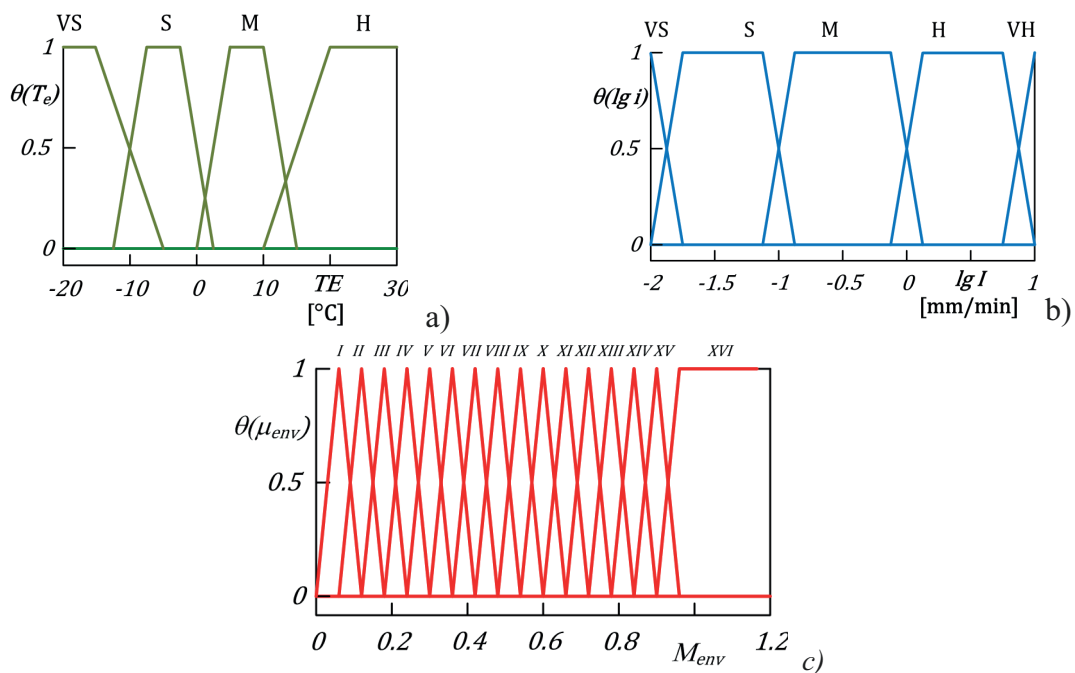 VS S M H
1
θ(Tₑ)
0.5
0
-20 -10 0 10 TE 30
[°C]
a)
VS S M H VH
1
θ(lg i)
0.5
0
-2 -1.5 -1 -0.5 0 lg I 1
[mm/min]
b)
I II III IV V VI VII VIII IX X XI XII XIII XIV XV XVI
1
θ(μₑₙᵥ)
0.5
0
0 0.2 0.4 0.6 0.8 1.2
Mₑₙᵥ
c)